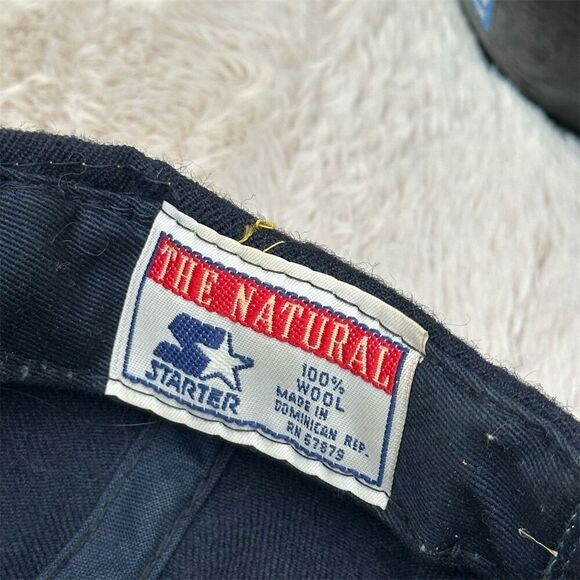 THE NATURAL
STARTER
100%
WOOL
MADE IN
DOMINICAN REP.
RN 57879